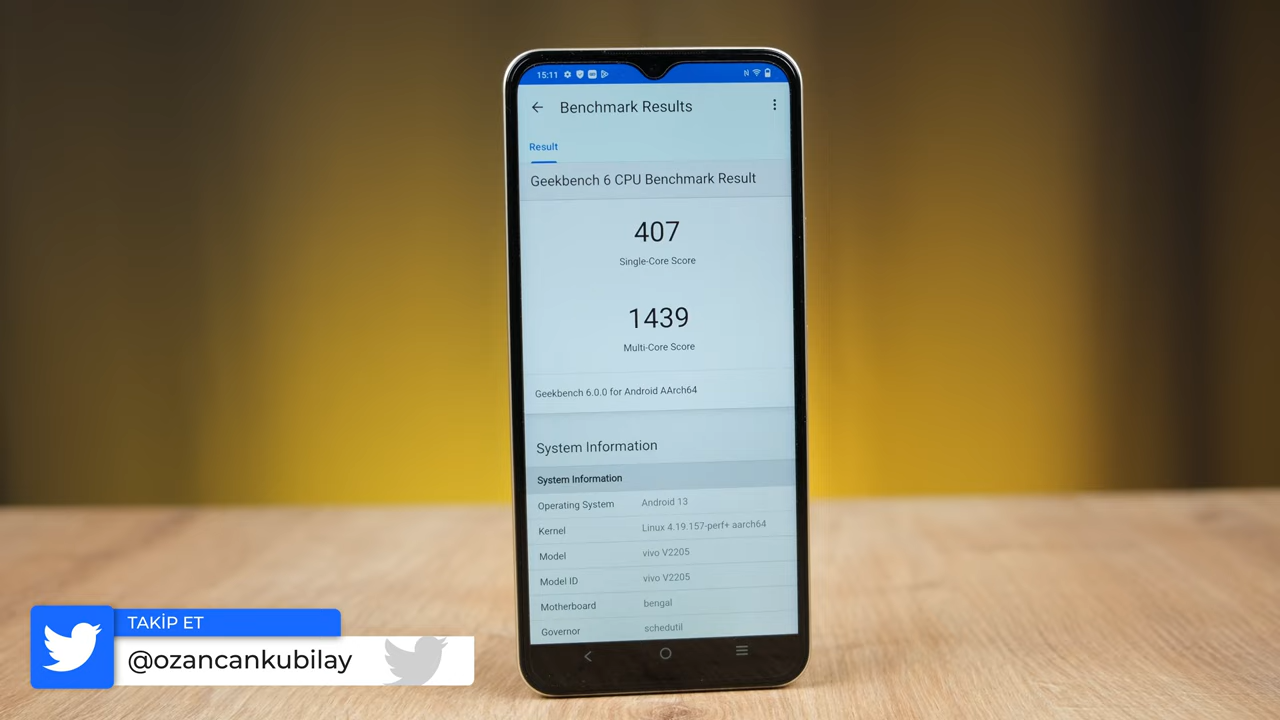 15:11
Benchmark Results
Result
Geekbench 6 CPU Benchmark Result
407
Single-Core Score
1439
Multi-Core Score
Geekbench 6.0.0 for Android AArch64
System Information
System Information
Operating System Android 13
Kernel Linux 4.19.157-perf+ aarch64
Model vivo V2205
Model ID vivo V2205
Motherboard bengal
Governor schedutil
TAKİP ET
@ozancankubilay